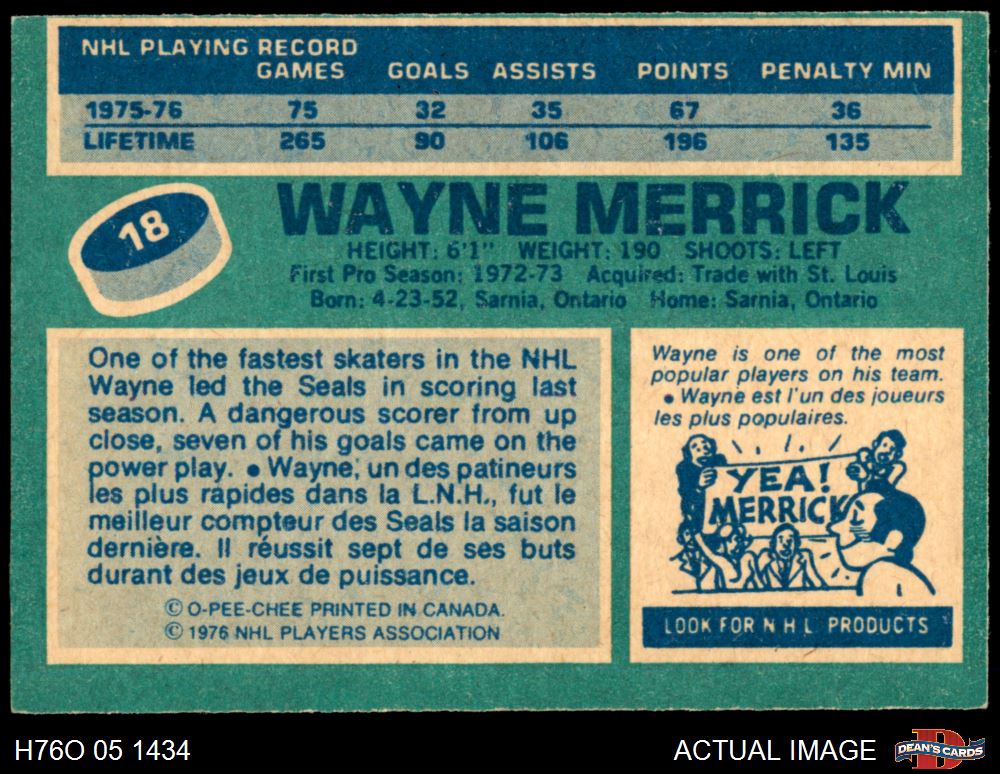 NHL PLAYING RECORD
GAMES GOALS ASSISTS POINTS PENALTY MIN
1975-76 75 32 35 67 36
LIFETIME 265 90 106 196 135
18
WAYNE MERRICK
HEIGHT: 6'1" WEIGHT: 190 SHOOTS: LEFT
First Pro Season: 1972-73 Acquired: Trade with St. Louis
Born: 4-23-52, Sarnia, Ontario Home: Sarnia, Ontario
One of the fastest skaters in the NHL
Wayne led the Seals in scoring last
season. A dangerous scorer from up
close, seven of his goals came on the
power play. • Wayne, un des patineurs
les plus rapides dans la L.N.H., fut le
meilleur compteur des Seals la saison
dernière. Il réussit sept de ses buts
durant des jeux de puissance.
© O-PEE-CHEE PRINTED IN CANADA.
© 1976 NHL PLAYERS ASSOCIATION
Wayne is one of the most
popular players on his team.
• Wayne est l'un des joueurs
les plus populaires.
YEA!
MERRICK
LOOK FOR N H L PRODUCTS
H76O 05 1434
ACTUAL IMAGE
DEAN'S CARDS